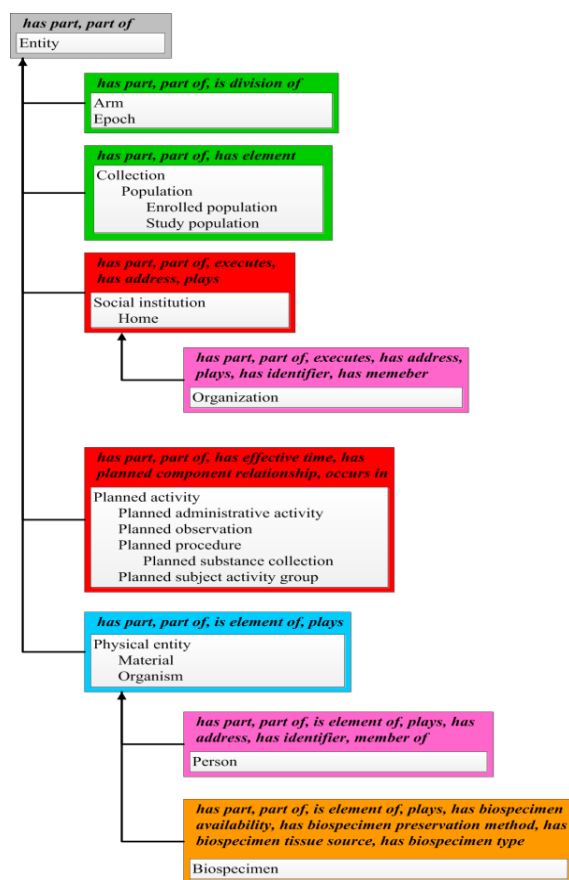 has part, part of
Entity
has part, part of, is division of
Arm
Epoch
has part, part of, has element
Collection
Population
Enrolled population
Study population
has part, part of, executes,
has address, plays
Social institution
Home
has part, part of, executes, has address,
plays, has identifier, has memeber
Organization
has part, part of, has effective time, has
planned component relationship, occurs in
Planned activity
Planned administrative activity
Planned observation
Planned procedure
Planned substance collection
Planned subject activity group
has part, part of, is element of, plays
Physical entity
Material
Organism
has part, part of, is element of, plays, has
address, has identifier, member of
Person
has part, part of, is element of, plays, has biospecimen
availability, has biospecimen preservation method, has
biospecimen tissue source, has biospecimen type
Biospecimen